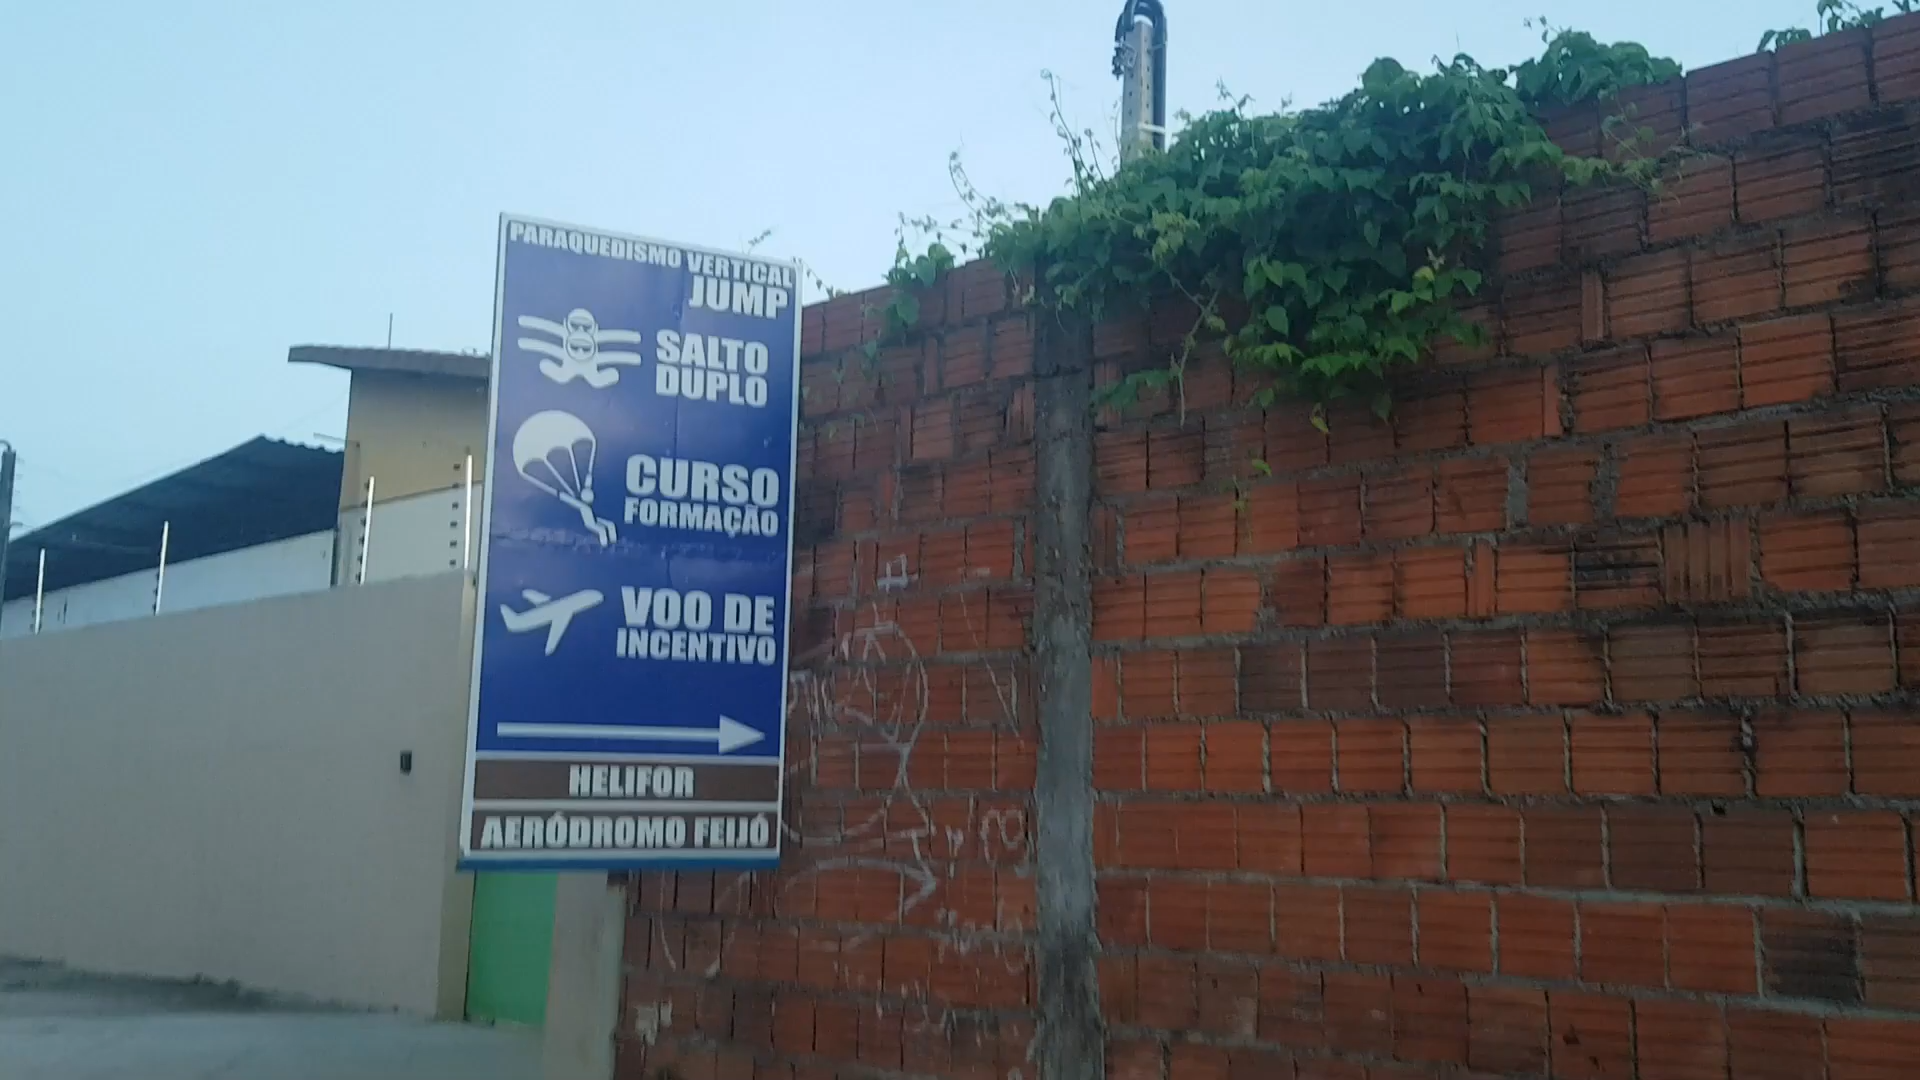 PARAQUEDISMO VERTICAL
JUMP
SALTO
DUPLO
CURSO
FORMAÇÃO
VOO DE
INCENTIVO
HELIFOR
AERÓDROMO FEIJÓ